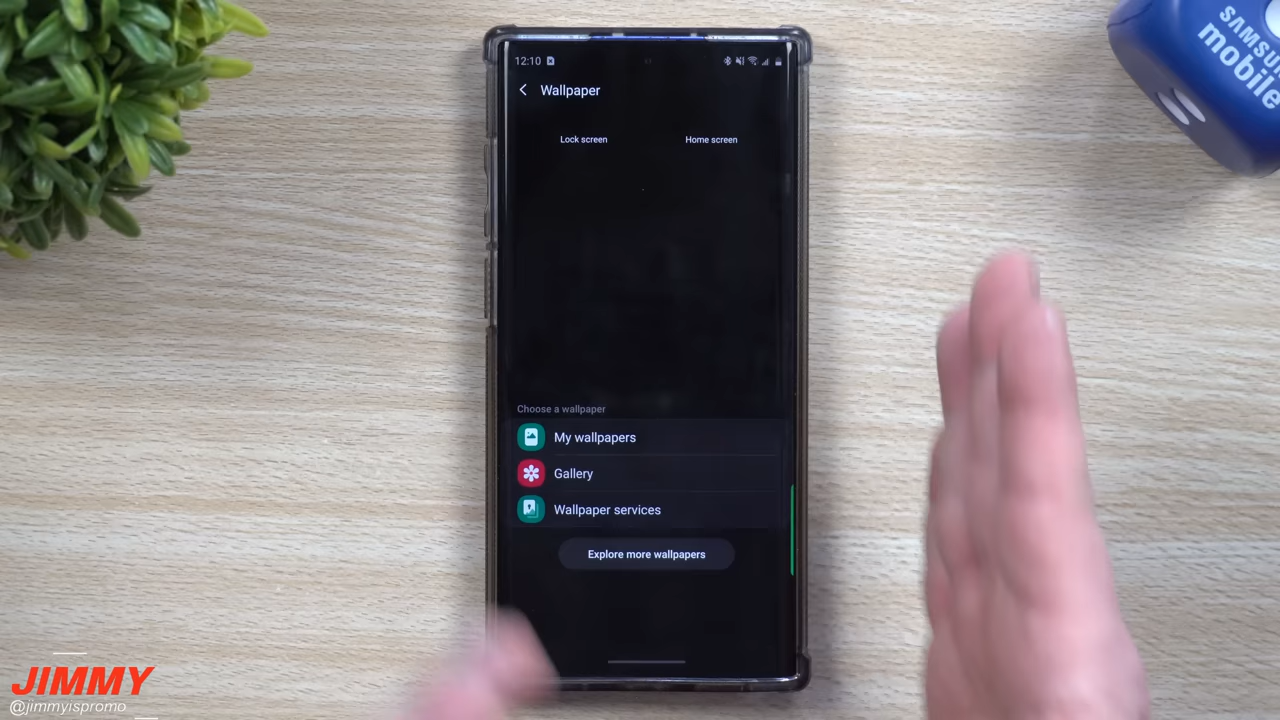 12:10
Wallpaper
Lock screen
Home screen
Choose a wallpaper
My wallpapers
Gallery
Wallpaper services
Explore more wallpapers
SAMSUNG
mobile
JIMMY
@jimmyispromo